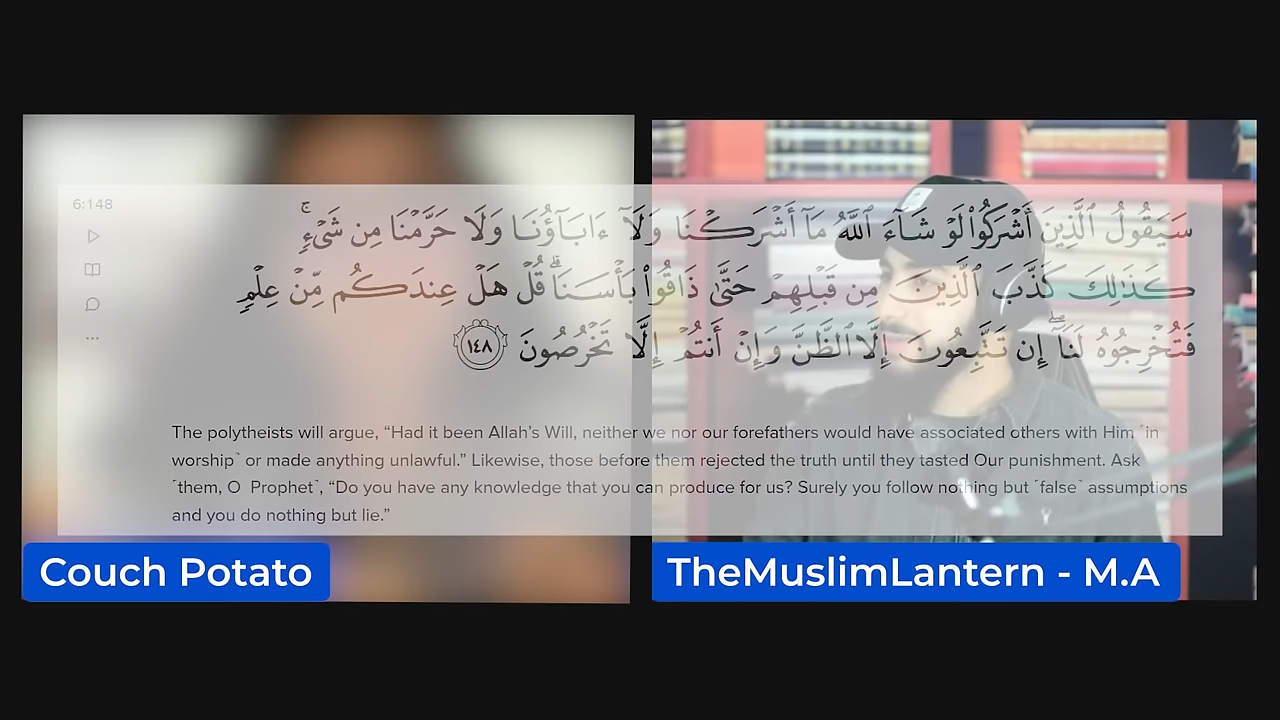 6:148
سَيَقُولُ ٱلَّذِينَ أَشْرَكُوا۟ لَوْ شَآءَ ٱللَّهُ مَآ أَشْرَكْنَا وَلَآ ءَابَآؤُنَا وَلَا حَرَّمْنَا مِن شَىْءٍۢ ۚ
كَذَٰلِكَ كَذَّبَ ٱلَّذِينَ مِن قَبْلِهِمْ حَتَّىٰ ذَاقُوا۟ بَأْسَنَا ۗ قُلْ هَلْ عِندَكُم مِّنْ عِلْمٍۢ
فَتُخْرِجُوهُ لَنَآ ۖ إِن تَتَّبِعُونَ إِلَّا ٱلظَّنَّ وَإِنْ أَنتُمْ إِلَّا تَخْرُصُونَ ١٤٨
The polytheists will argue, “Had it been Allah’s Will, neither we nor our forefathers would have associated others with Him ˹in
worship˺ or made anything unlawful.” Likewise, those before them rejected the truth until they tasted Our punishment. Ask
˹them, O Prophet˺, “Do you have any knowledge that you can produce for us? Surely you follow nothing but ˹false˺ assumptions
and you do nothing but lie.”
Couch Potato
TheMuslimLantern - M.A